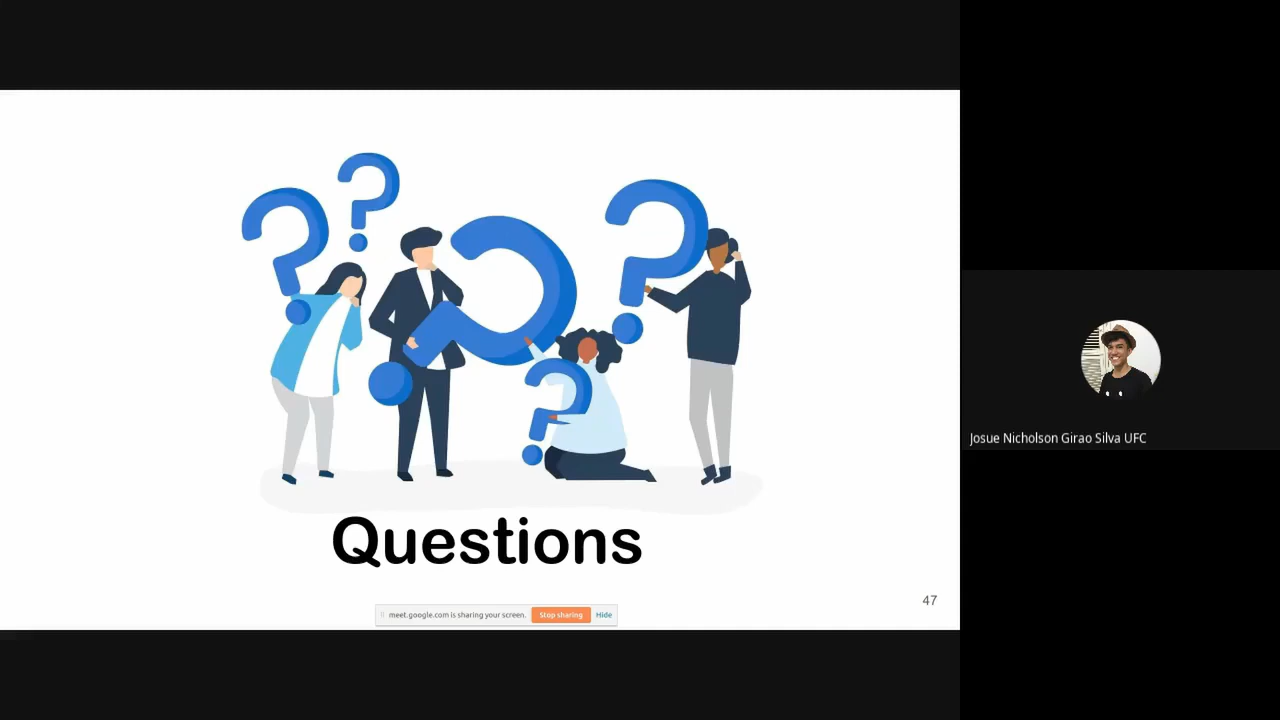 Questions
47
meet.google.com is sharing your screen. Stop sharing Hide
Josue Nicholson Girao Silva UFC